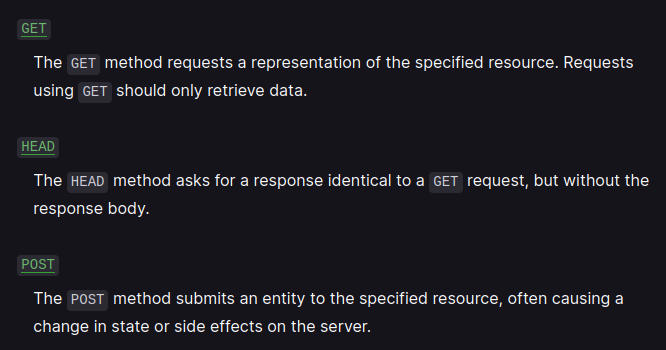 GET
The GET method requests a representation of the specified resource. Requests
using GET should only retrieve data.
HEAD
The HEAD method asks for a response identical to a GET request, but without the
response body.
POST
The POST method submits an entity to the specified resource, often causing a
change in state or side effects on the server.